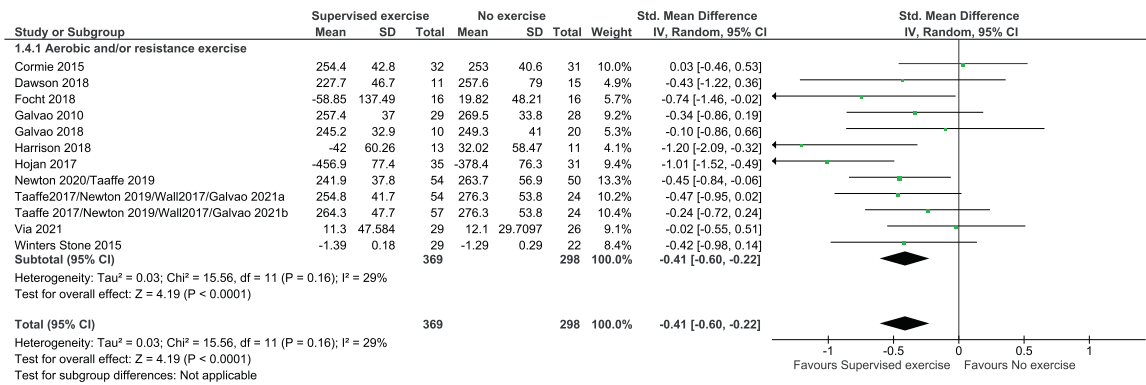 Supervised exercise No exercise Std. Mean Difference Std. Mean Difference
Study or Subgroup Mean SD Total Mean SD Total Weight IV, Random, 95% CI IV, Random, 95% CI
1.4.1 Aerobic and/or resistance exercise
Cormie 2015 254.4 42.8 32 253 40.6 31 10.0% 0.03 [-0.46, 0.53]
Dawson 2018 227.7 46.7 11 257.6 79 15 4.9% -0.43 [-1.22, 0.36]
Focht 2018 -58.85 137.49 16 19.82 48.21 16 5.7% -0.74 [-1.46, -0.02]
Galvao 2010 257.4 37 29 269.5 33.8 28 9.2% -0.34 [-0.86, 0.19]
Galvao 2018 245.2 32.9 10 249.3 41 20 5.2% -0.10 [-0.86, 0.66]
Harrison 2018 -42 60.26 13 32.02 58.47 11 4.1% -1.20 [-2.09, -0.32]
Hojan 2017 -456.9 77.4 35 -378.4 76.3 31 9.4% -1.01 [-1.52, -0.49]
Newton 2020/Taaffe 2019 241.9 37.8 54 263.7 56.9 50 13.3% -0.45 [-0.84, -0.06]
Taaffe2017/Newton 2019/Wall2017/Galvao 2021a 254.8 41.7 54 276.3 53.8 24 10.2% -0.47 [-0.95, 0.02]
Taaffe 2017/Newton 2019/Wall2017/Galvao 2021b 264.3 47.7 57 276.3 53.8 24 10.4% -0.24 [-0.72, 0.24]
Via 2021 11.3 47.584 29 12.1 29.7097 26 9.1% -0.02 [-0.55, 0.51]
Winters Stone 2015 -1.39 0.18 29 -1.29 0.29 22 8.4% -0.42 [-0.98, 0.14]
Subtotal (95% CI) 369 298 100.0% -0.41 [-0.60, -0.22]
Heterogeneity: Tau² = 0.03; Chi² = 15.56, df = 11 (P = 0.16); I² = 29%
Test for overall effect: Z = 4.19 (P < 0.0001)
Total (95% CI) 369 298 100.0% -0.41 [-0.60, -0.22]
Heterogeneity: Tau² = 0.03; Chi² = 15.56, df = 11 (P = 0.16); I² = 29%
Test for overall effect: Z = 4.19 (P < 0.0001)
Test for subgroup differences: Not applicable
-1 -0.5 0 0.5 1
Favours Supervised exercise Favours No exercise